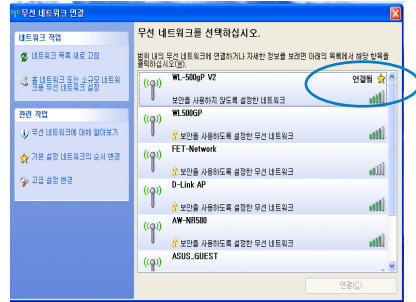 무선 네트워크 연결
네트워크 작업
네트워크 목록 새로 고침
홈 네트워크 또는 소규모 네트워
크용 무선 네트워크 설정
관련 작업
무선 네트워크에 대해 알아보기
기본 설정 네트워크의 순서 변경
고급 설정 변경
무선 네트워크를 선택하십시오.
범위 내의 무선 네트워크에 연결하거나 자세한 정보를 보려면 아래의 목록에서 해당 항목을
클릭하십시오(W).
WL-500gP V2
연결됨
보안을 사용하지 않도록 설정한 네트워크
WL500GP
보안을 사용하도록 설정한 무선 네트워크
FET-Network
보안을 사용하도록 설정한 무선 네트워크
D-Link AP
보안을 사용하도록 설정한 무선 네트워크
AW-NR580
보안을 사용하도록 설정한 무선 네트워크
ASUS_GUEST
연결(C)